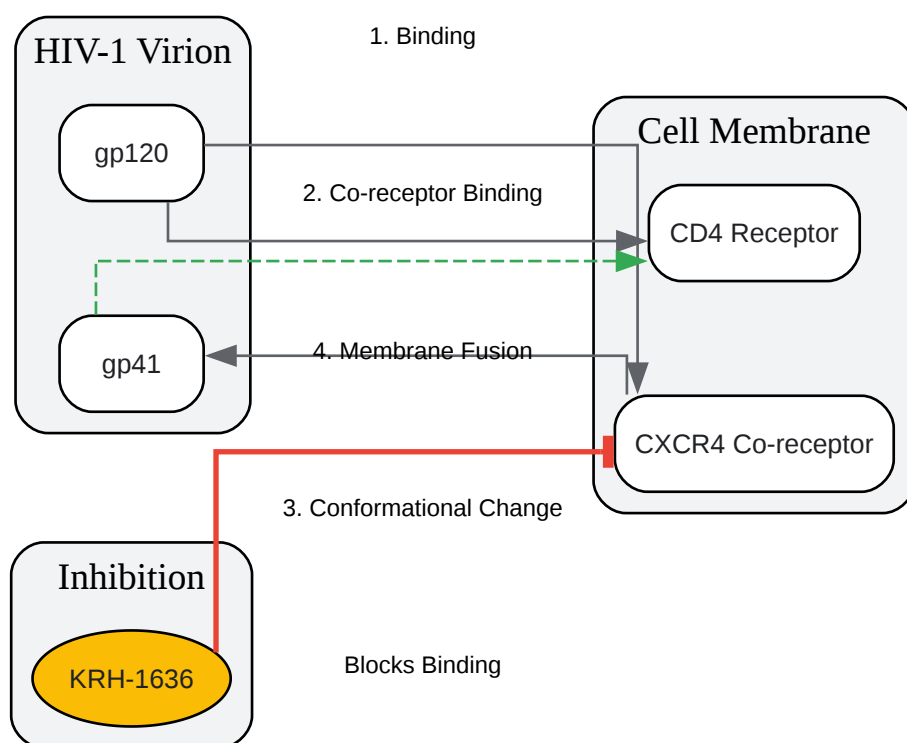 1. Binding
HIV-1 Virion
Cell Membrane
gp120
2. Co-receptor Binding
CD4 Receptor
4. Membrane Fusion
gp41
CXCR4 Co-receptor
3. Conformational Change
Inhibition
Blocks Binding
KRH-1636